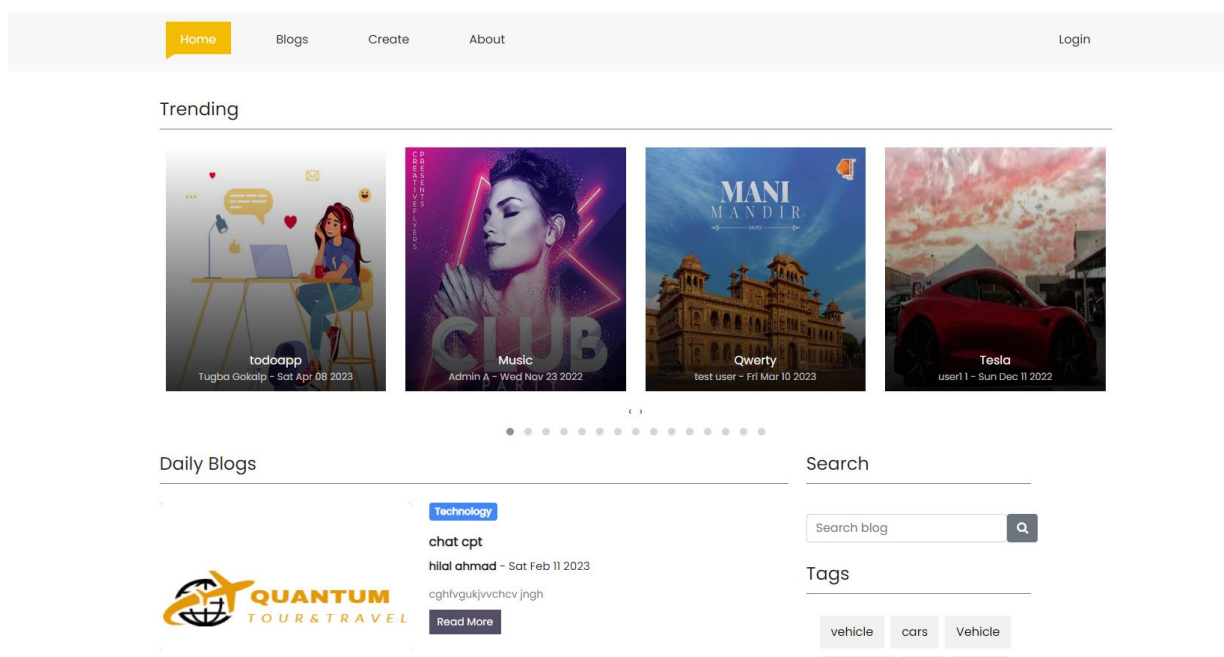 Home Blogs Create About Login
Trending
CREATIVEFLYERS
PRESENTS
CLUB
PARTY
MANI
MANDIR
todoapp
Tugba Gokalp - Sat Apr 08 2023
Music
Admin A - Wed Nov 23 2022
Qwerty
test user - Fri Mar 10 2023
Tesla
user1 1 - Sun Dec 11 2022
‹ ›
Daily Blogs
QUANTUM
TOUR&TRAVEL
Technology
chat cpt
hilal ahmad - Sat Feb 11 2023
cghfvgukjvvchcv jngh
Read More
Search
Search blog
Tags
vehicle cars Vehicle